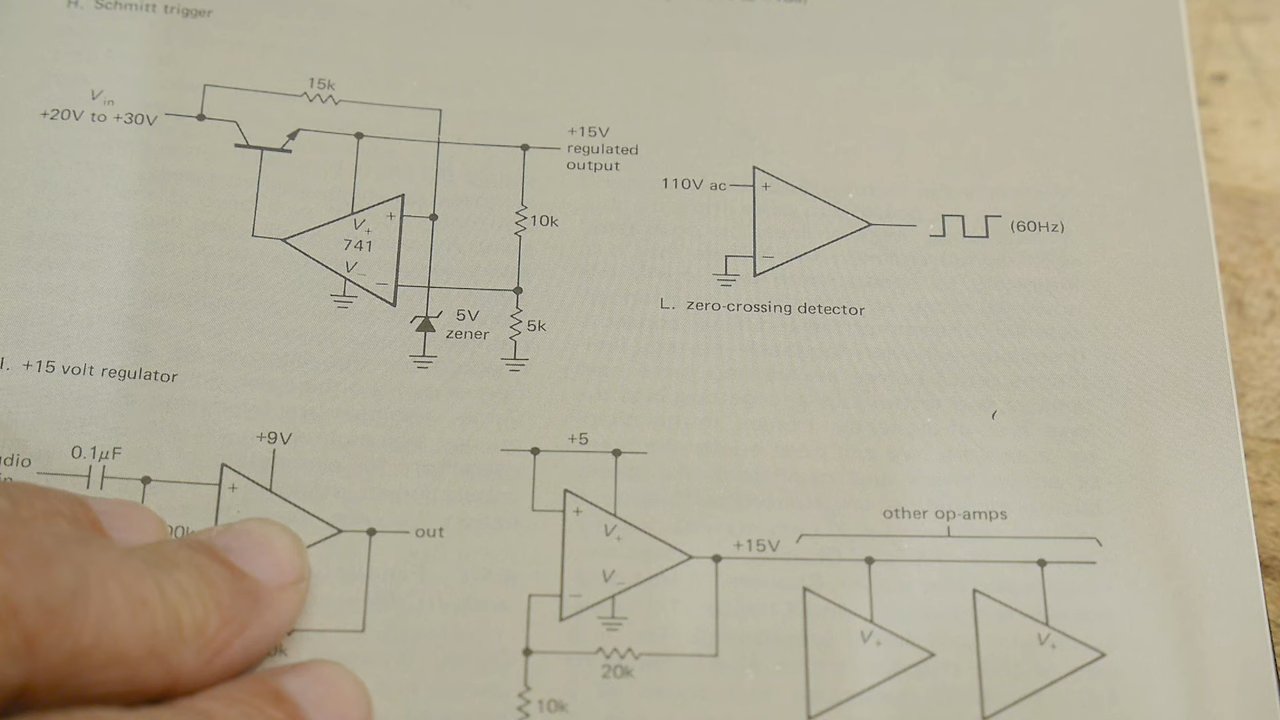 H. Schmitt trigger
15k
Vin
+20V to +30V
+15V
regulated
output
V+
+
741
V−
−
10k
5V
zener
5k
I. +15 volt regulator
110V ac
+
−
(60Hz)
L. zero-crossing detector
0.1μF
+9V
+
out
+5
+
V+
V−
−
+15V
20k
10k
other op-amps
V+
V+